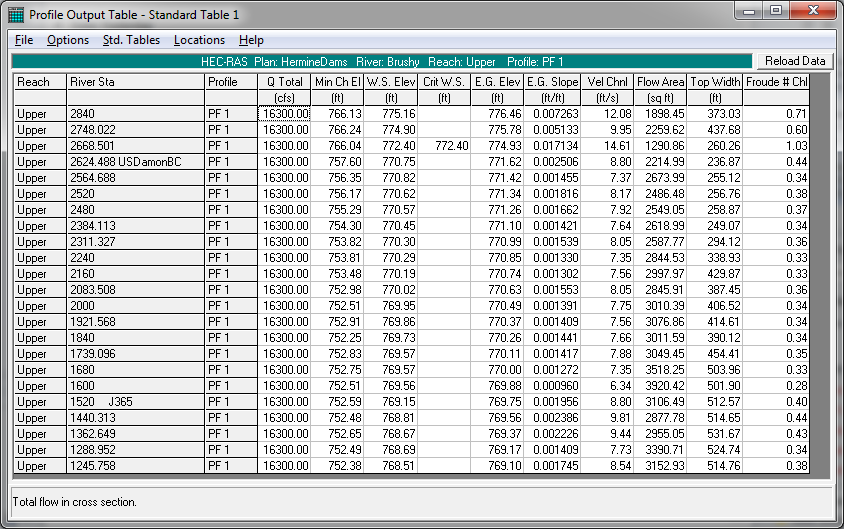 Profile Output Table - Standard Table 1
File Options Std. Tables Locations Help
HEC-RAS Plan: HermineDams River: Brushy Reach: Upper Profile: PF 1 Reload Data
Reach River Sta Profile Q Total Min Ch El W.S. Elev Crit W.S. E.G. Elev E.G. Slope Vel Chnl Flow Area Top Width Froude # Chl
(cfs) (ft) (ft) (ft) (ft) (ft/ft) (ft/s) (sq ft) (ft)
Upper 2840 PF 1 16300.00 766.13 775.16 776.46 0.007263 12.08 1898.45 373.03 0.71
Upper 2748.022 PF 1 16300.00 766.24 774.90 775.78 0.005133 9.95 2259.62 437.68 0.60
Upper 2668.501 PF 1 16300.00 766.04 772.40 772.40 774.93 0.017134 14.61 1290.86 260.26 1.03
Upper 2624.488 USDamonBC PF 1 16300.00 757.60 770.75 771.62 0.002506 8.80 2214.99 236.87 0.44
Upper 2564.688 PF 1 16300.00 756.35 770.82 771.42 0.001455 7.37 2673.99 255.12 0.34
Upper 2520 PF 1 16300.00 756.17 770.62 771.34 0.001816 8.17 2486.48 256.76 0.38
Upper 2480 PF 1 16300.00 755.29 770.57 771.26 0.001662 7.92 2549.05 258.87 0.37
Upper 2384.113 PF 1 16300.00 754.30 770.45 771.10 0.001421 7.64 2618.99 249.07 0.34
Upper 2311.327 PF 1 16300.00 753.82 770.30 770.99 0.001539 8.05 2587.77 294.12 0.36
Upper 2240 PF 1 16300.00 753.81 770.29 770.85 0.001330 7.35 2844.53 338.93 0.33
Upper 2160 PF 1 16300.00 753.48 770.19 770.74 0.001302 7.56 2997.97 429.87 0.33
Upper 2083.508 PF 1 16300.00 752.98 770.02 770.63 0.001553 8.05 2845.91 387.45 0.36
Upper 2000 PF 1 16300.00 752.51 769.95 770.49 0.001391 7.75 3010.39 406.52 0.34
Upper 1921.568 PF 1 16300.00 752.91 769.86 770.37 0.001409 7.56 3076.86 414.61 0.34
Upper 1840 PF 1 16300.00 752.25 769.73 770.26 0.001441 7.66 3011.59 390.12 0.34
Upper 1739.096 PF 1 16300.00 752.83 769.57 770.11 0.001417 7.88 3049.45 454.41 0.35
Upper 1680 PF 1 16300.00 752.75 769.57 770.00 0.001272 7.35 3518.25 503.96 0.33
Upper 1600 PF 1 16300.00 752.51 769.56 769.88 0.000960 6.34 3920.42 501.90 0.28
Upper 1520 J365 PF 1 16300.00 752.59 769.15 769.75 0.001956 8.80 3106.49 512.57 0.40
Upper 1440.313 PF 1 16300.00 752.48 768.81 769.56 0.002386 9.81 2877.78 514.65 0.44
Upper 1362.649 PF 1 16300.00 752.65 768.67 769.37 0.002226 9.44 2955.05 531.67 0.43
Upper 1288.952 PF 1 16300.00 752.49 768.69 769.17 0.001409 7.73 3390.71 524.74 0.34
Upper 1245.758 PF 1 16300.00 752.38 768.51 769.10 0.001745 8.54 3152.93 514.76 0.38
Total flow in cross section.